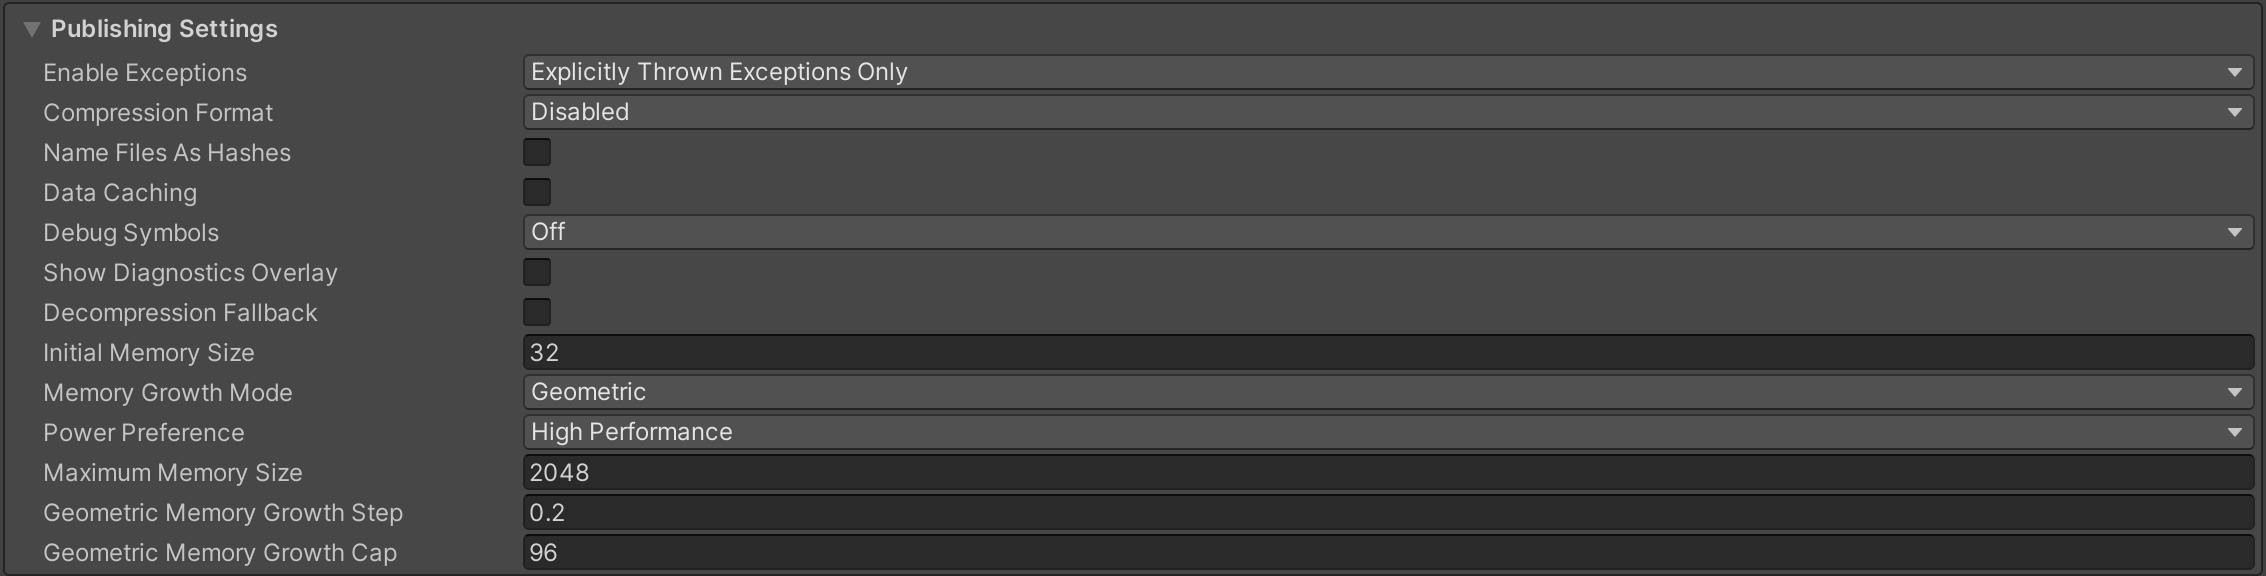 Publishing Settings
Enable Exceptions Explicitly Thrown Exceptions Only
Compression Format Disabled
Name Files As Hashes
Data Caching
Debug Symbols Off
Show Diagnostics Overlay
Decompression Fallback
Initial Memory Size 32
Memory Growth Mode Geometric
Power Preference High Performance
Maximum Memory Size 2048
Geometric Memory Growth Step 0.2
Geometric Memory Growth Cap 96